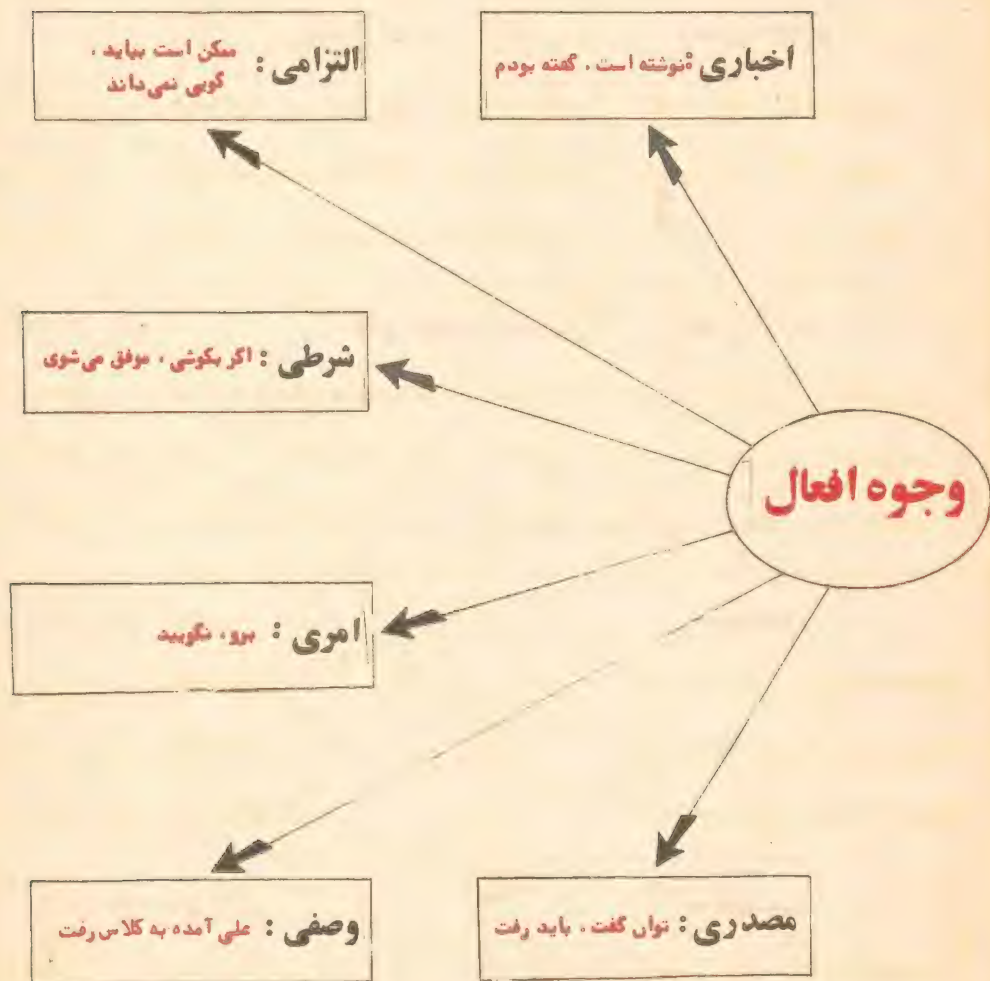 اخباری : نوشته است ، گفته بودم
التزامی : ممکن است بیاید ،
گویی نمی‌داند
شرطی : اگر بکوشی ، موفق می‌شوی
وجوه افعال
امری : برو ، نگویید
مصدری : توان گفت ، باید رفت
وصفی : علی آمده به کلاس رفت